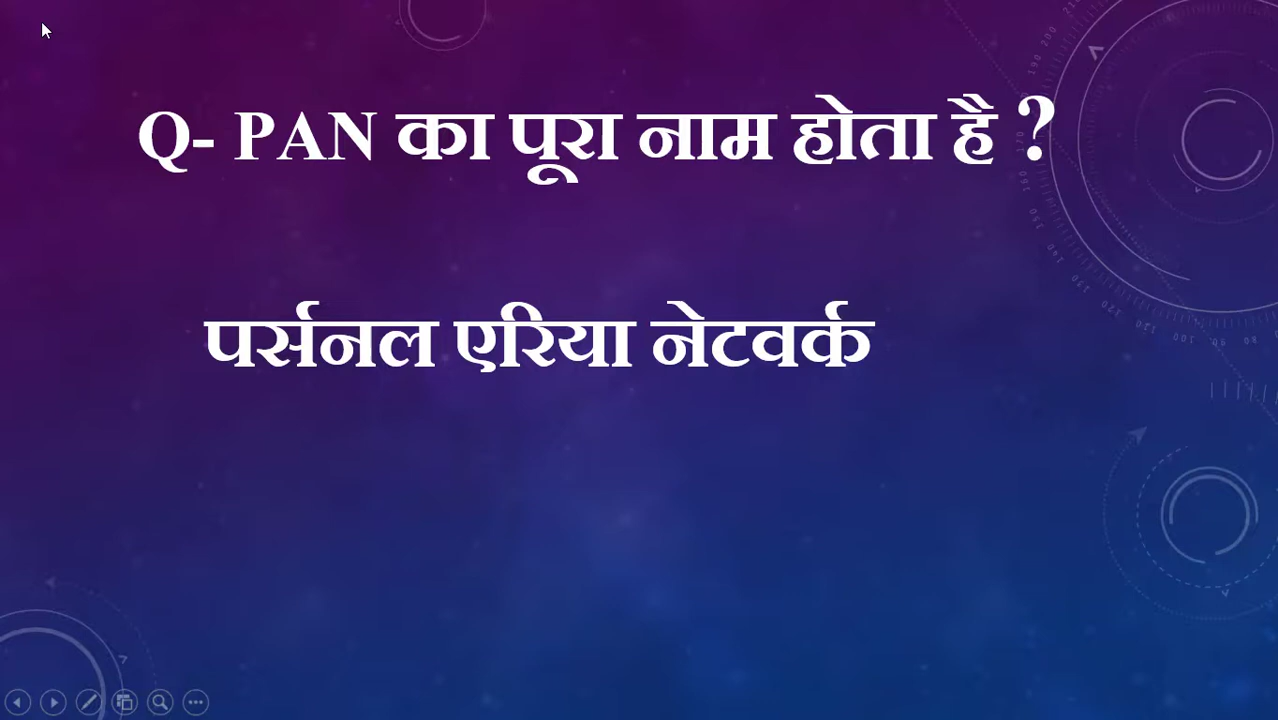 Q- PAN का पूरा नाम होता है ?
पर्सनल एरिया नेटवर्क